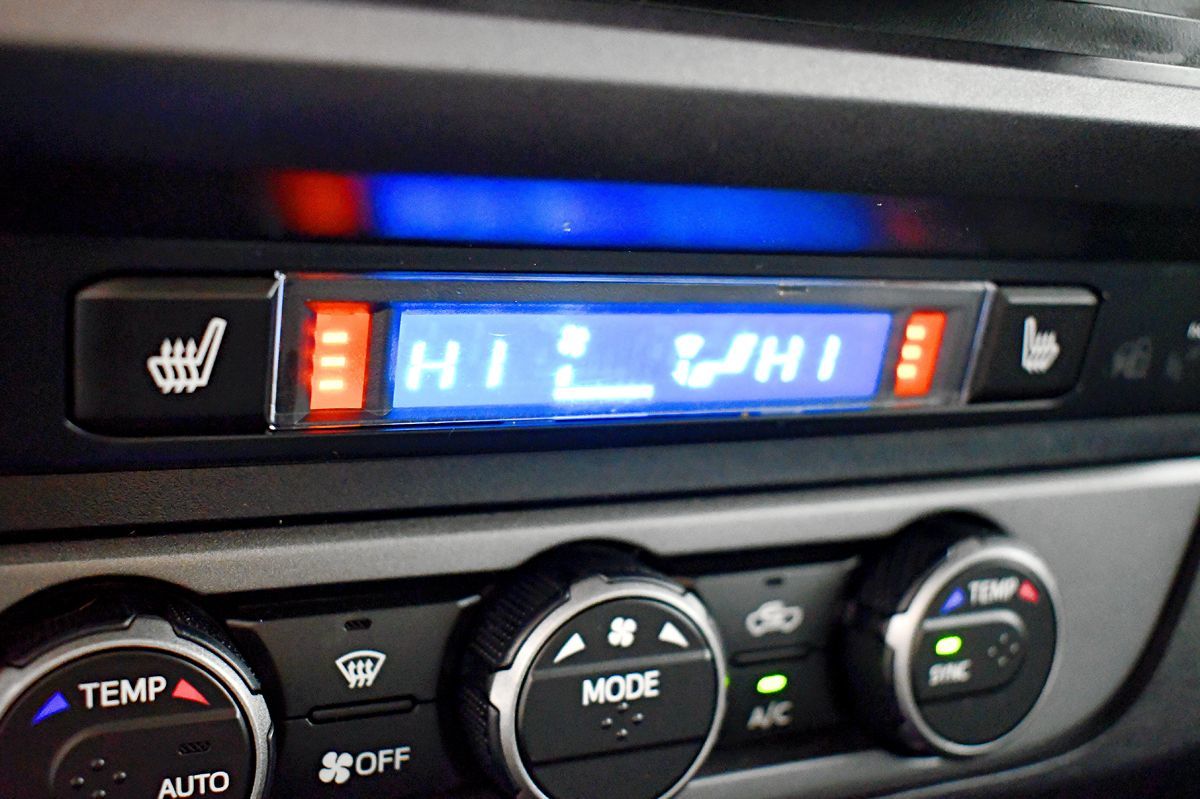 HI HI
TEMP
AUTO
OFF
MODE
A/C
TEMP
SYNC